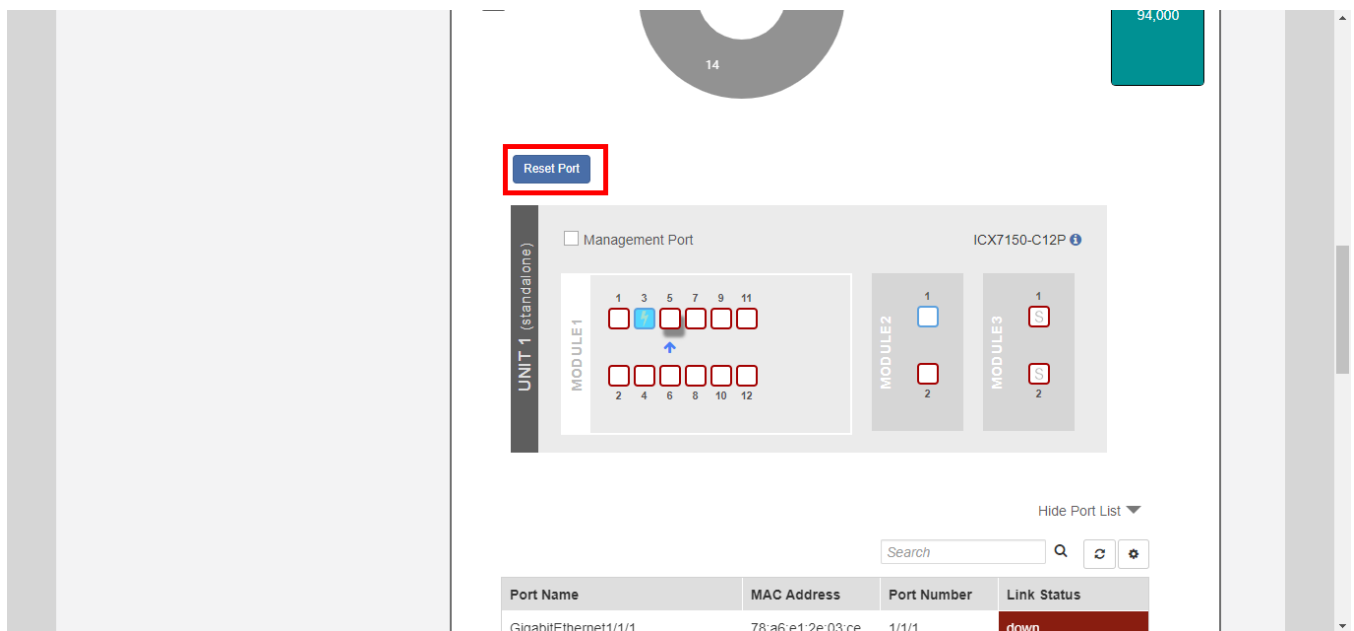 94,000
14
Reset Port
Management Port
ICX7150-C12P
UNIT 1 (standalone)
MODULE1
1 3 5 7 9 11
2 4 6 8 10 12
MODULE2
1
2
MODULE3
1
S
S
2
Hide Port List
Search
Port Name MAC Address Port Number Link Status
GigabitEthernet1/1/1 78:a6:e1:2e:03:ce 1/1/1 down